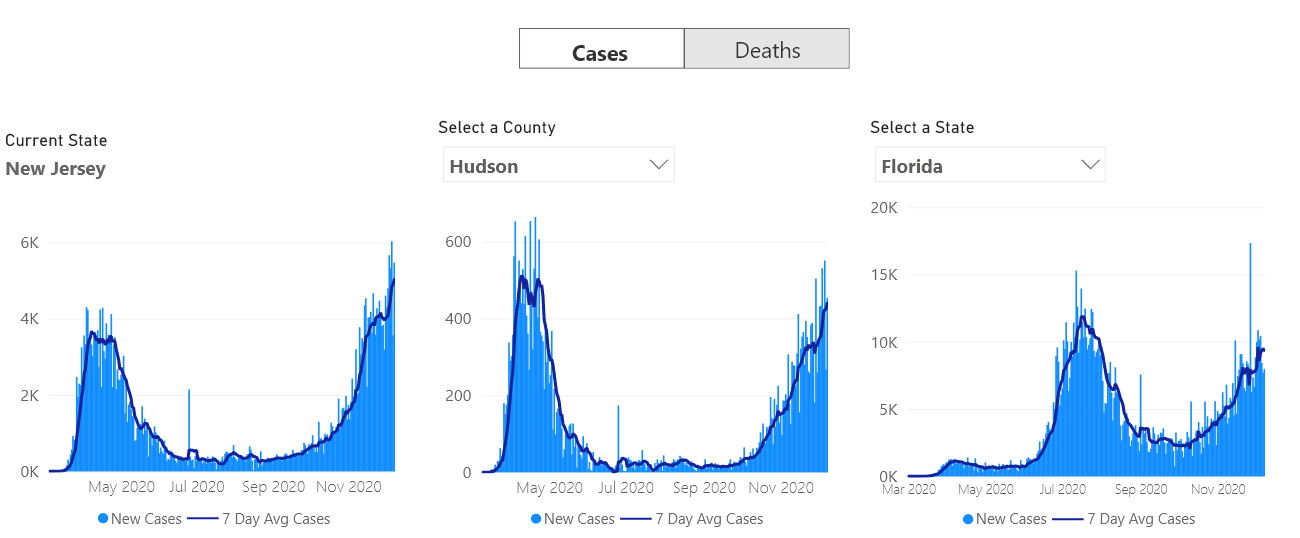 Cases
Deaths
Current State
New Jersey
6K
4K
2K
0K
May 2020 Jul 2020 Sep 2020 Nov 2020
New Cases 7 Day Avg Cases
Select a County
Hudson
600
400
200
0
May 2020 Jul 2020 Sep 2020 Nov 2020
New Cases 7 Day Avg Cases
Select a State
Florida
20K
15K
10K
5K
0K
Mar 2020 May 2020 Jul 2020 Sep 2020 Nov 2020
New Cases 7 Day Avg Cases